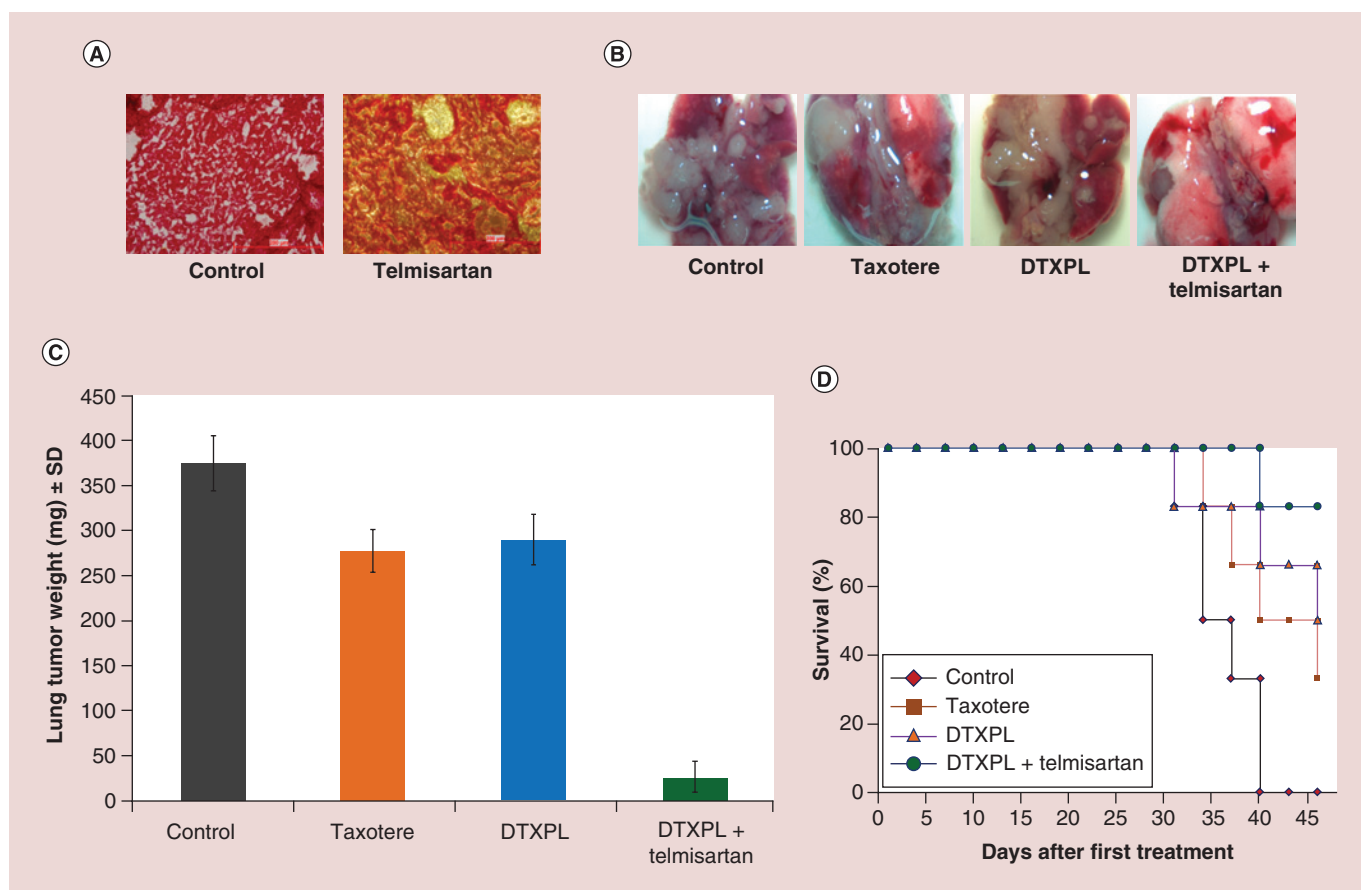 A
Control
Telmisartan
B
Control
Taxotere
DTXPL
DTXPL +
telmisartan
C
Lung tumor weight (mg) ± SD
450
400
350
300
250
200
150
100
50
0
Control
Taxotere
DTXPL
DTXPL +
telmisartan
D
Survival (%)
100
80
60
40
20
0
Control
Taxotere
DTXPL
DTXPL + telmisartan
0 5 10 15 20 25 30 35 40 45
Days after first treatment